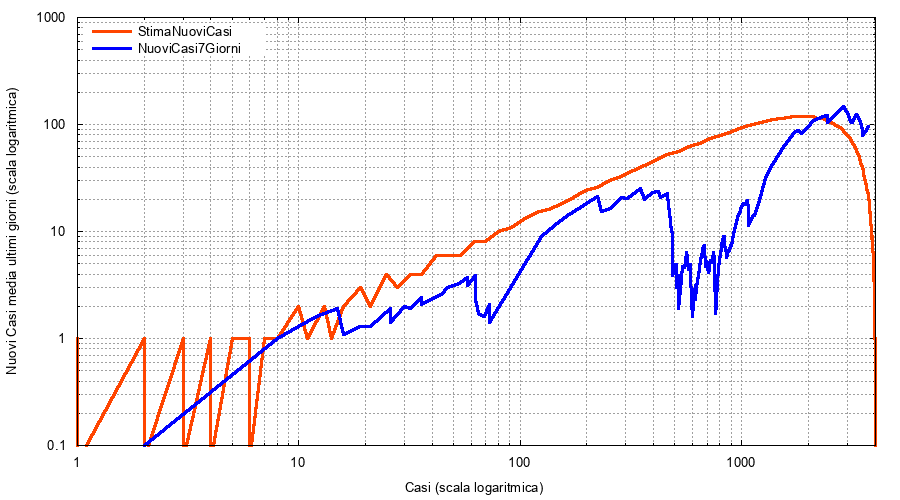 1000
StimaNuoviCasi
NuoviCasi7Giorni
100
10
1
0.1
1 10 100 1000
Nuovi Casi media ultimi giorni (scala logaritmica)
Casi (scala logaritmica)